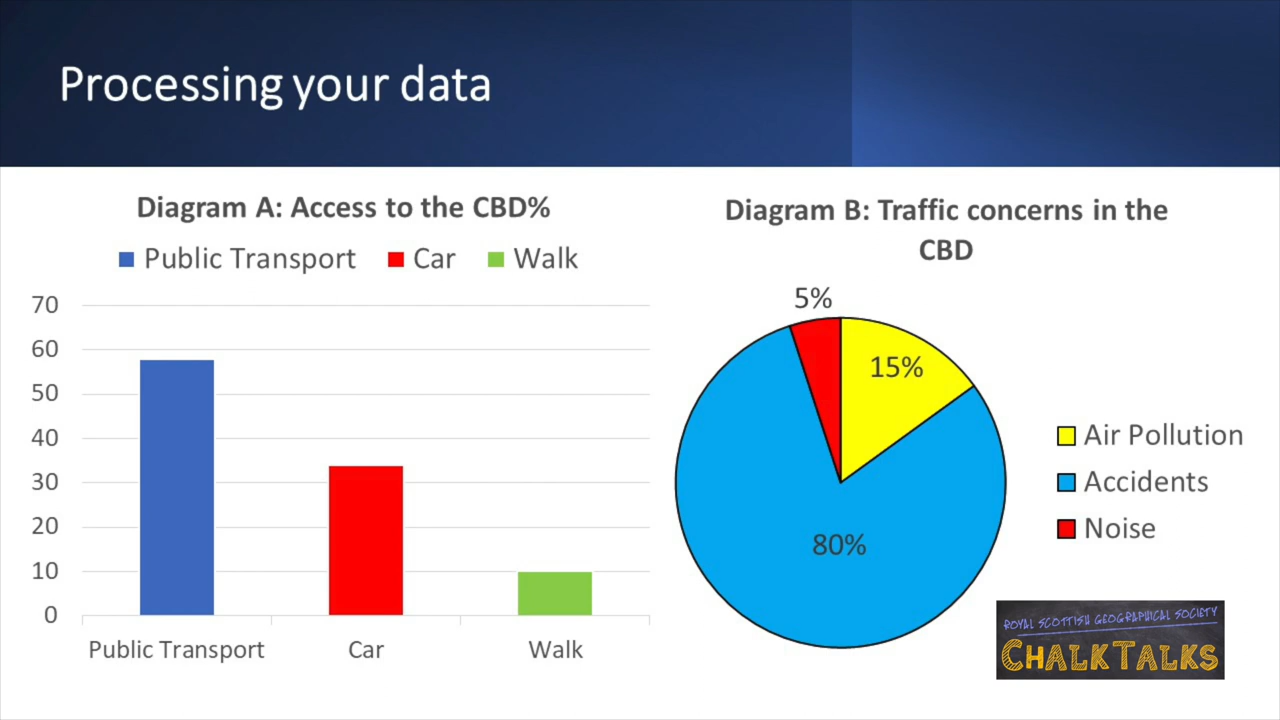 Processing your data
Diagram A: Access to the CBD%
Public Transport Car Walk
70
60
50
40
30
20
10
0
Public Transport Car Walk
Diagram B: Traffic concerns in the
CBD
5%
15%
80%
Air Pollution
Accidents
Noise
ROYAL SCOTTISH GEOGRAPHICAL SOCIETY
CHALKTALKS